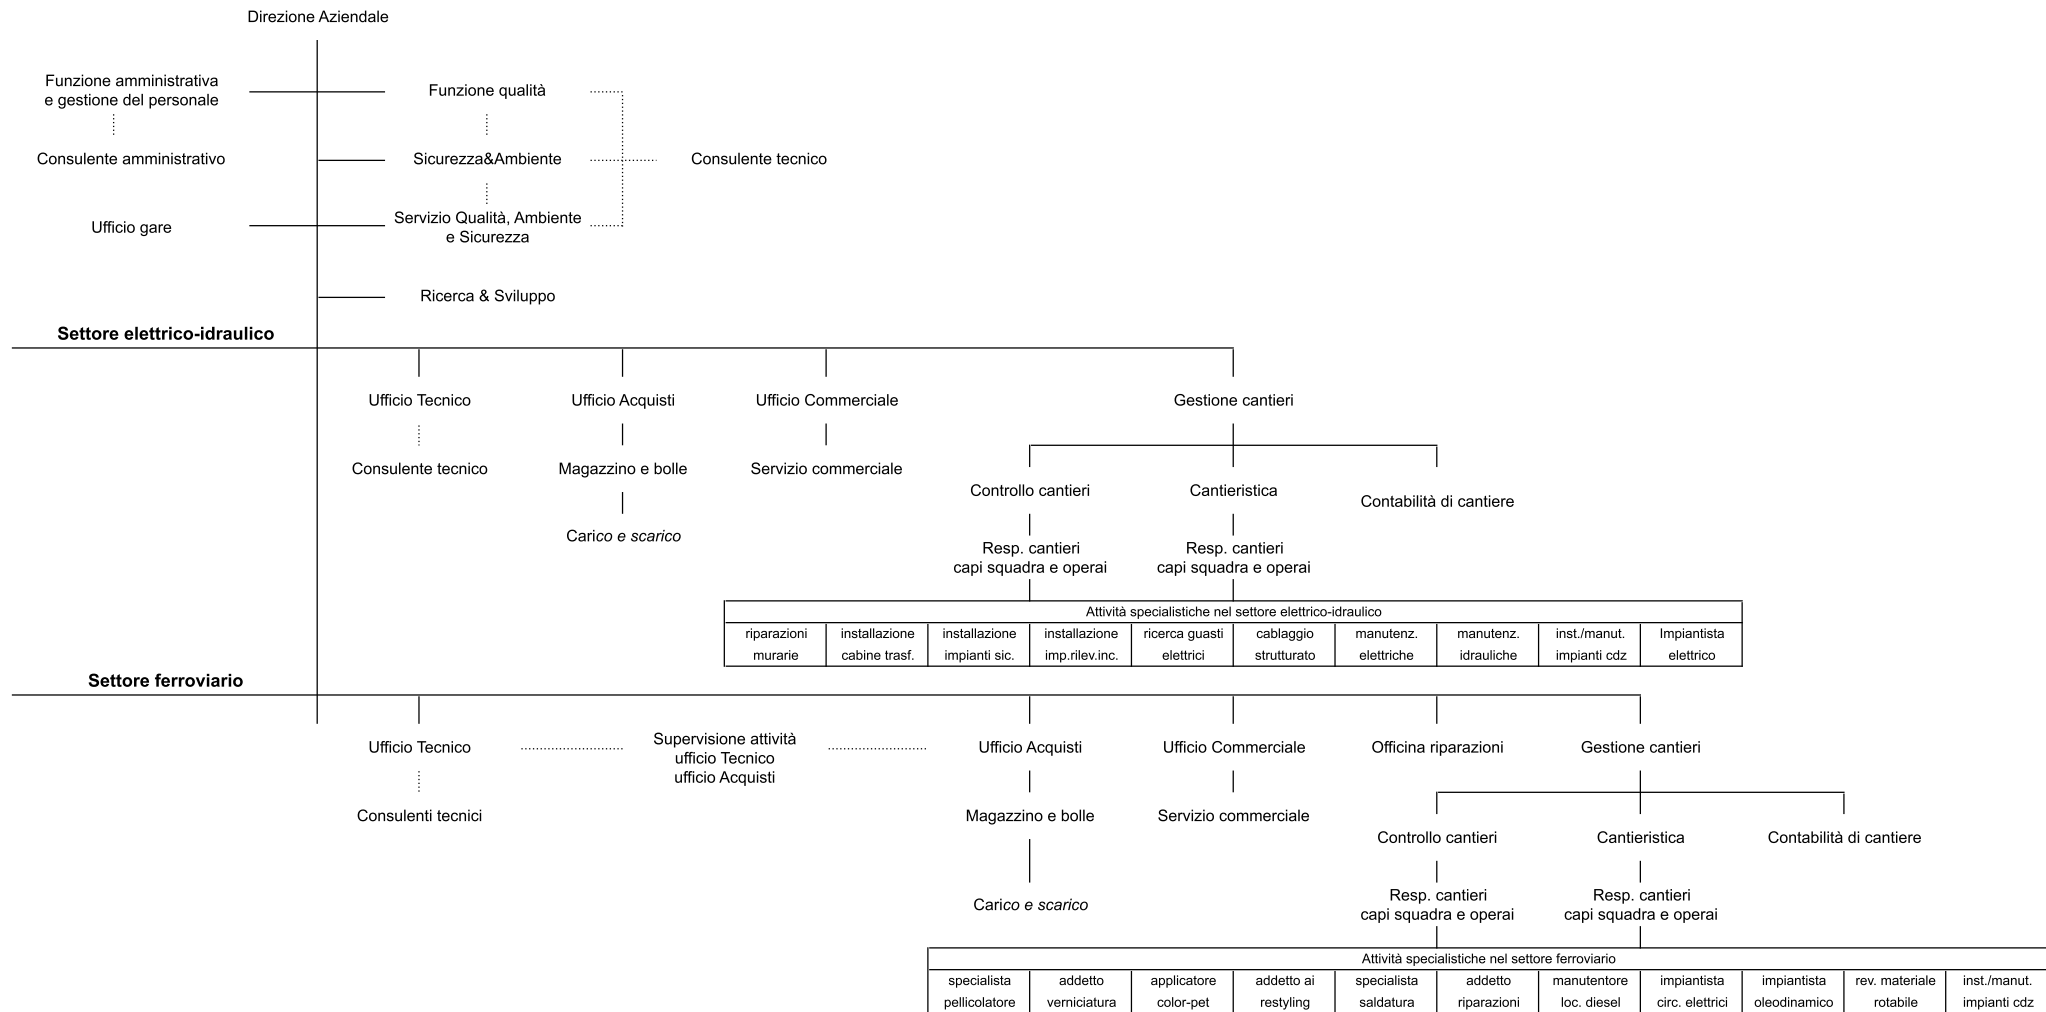 Direzione Aziendale
Funzione amministrativa
e gestione del personale
Funzione qualità
Consulente amministrativo
Sicurezza&Ambiente
Consulente tecnico
Ufficio gare
Servizio Qualità, Ambiente
e Sicurezza
Ricerca & Sviluppo
Settore elettrico-idraulico
Ufficio Tecnico
Ufficio Acquisti
Ufficio Commerciale
Gestione cantieri
Consulente tecnico
Magazzino e bolle
Servizio commerciale
Controllo cantieri
Cantieristica
Contabilità di cantiere
Carico e scarico
Resp. cantieri
capi squadra e operai
Resp. cantieri
capi squadra e operai
Attività specialistiche nel settore elettrico-idraulico
riparazioni
murarie
installazione
cabine trasf.
installazione
impianti sic.
installazione
imp.rilev.inc.
ricerca guasti
elettrici
cablaggio
strutturato
manutenz.
elettriche
manutenz.
idrauliche
inst./manut.
impianti cdz
Impiantista
elettrico
Settore ferroviario
Ufficio Tecnico
Supervisione attività
ufficio Tecnico
ufficio Acquisti
Ufficio Acquisti
Ufficio Commerciale
Officina riparazioni
Gestione cantieri
Consulenti tecnici
Magazzino e bolle
Servizio commerciale
Controllo cantieri
Cantieristica
Contabilità di cantiere
Carico e scarico
Resp. cantieri
capi squadra e operai
Resp. cantieri
capi squadra e operai
Attività specialistiche nel settore ferroviario
specialista
pellicolatore
addetto
verniciatura
applicatore
color-pet
addetto ai
restyling
specialista
saldatura
addetto
riparazioni
manutentore
loc. diesel
impiantista
circ. elettrici
impiantista
oleodinamico
rev. materiale
rotabile
inst./manut.
impianti cdz